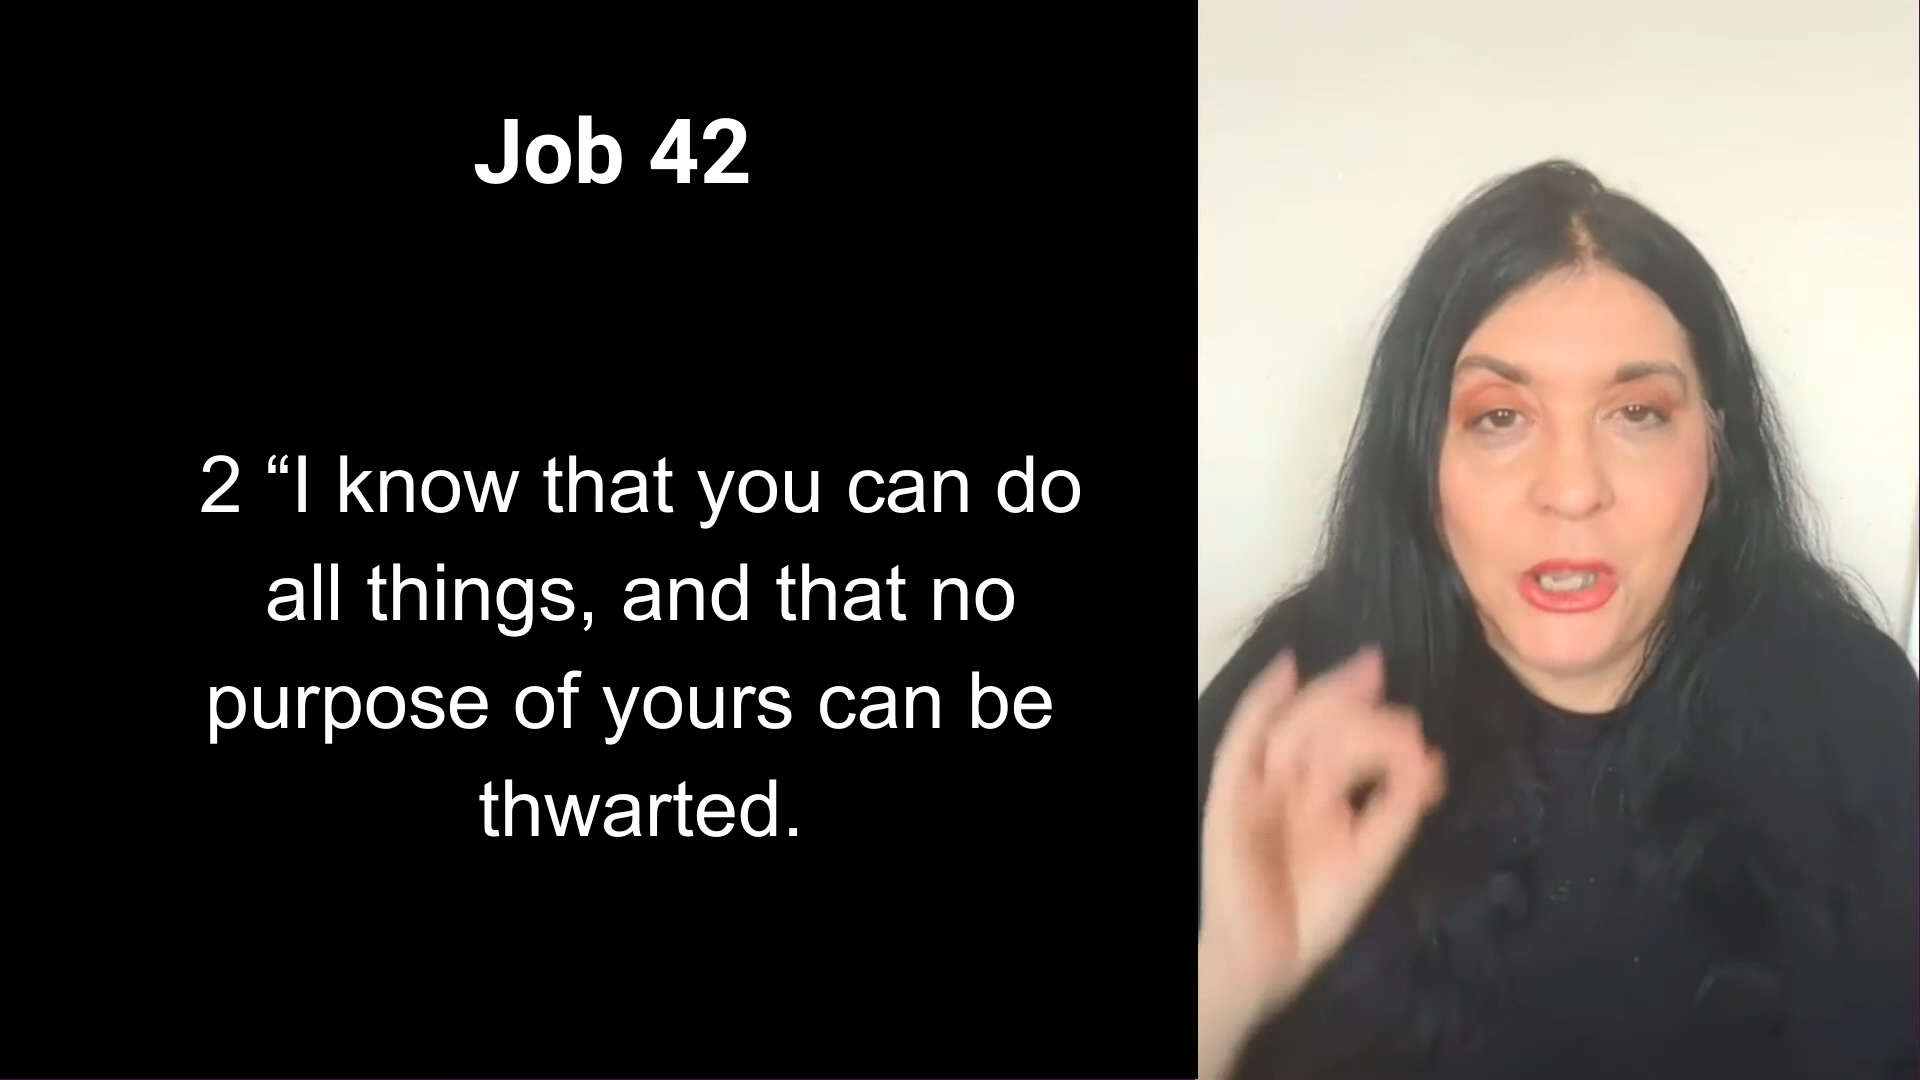 Job 42
2 “I know that you can do
all things, and that no
purpose of yours can be
thwarted.